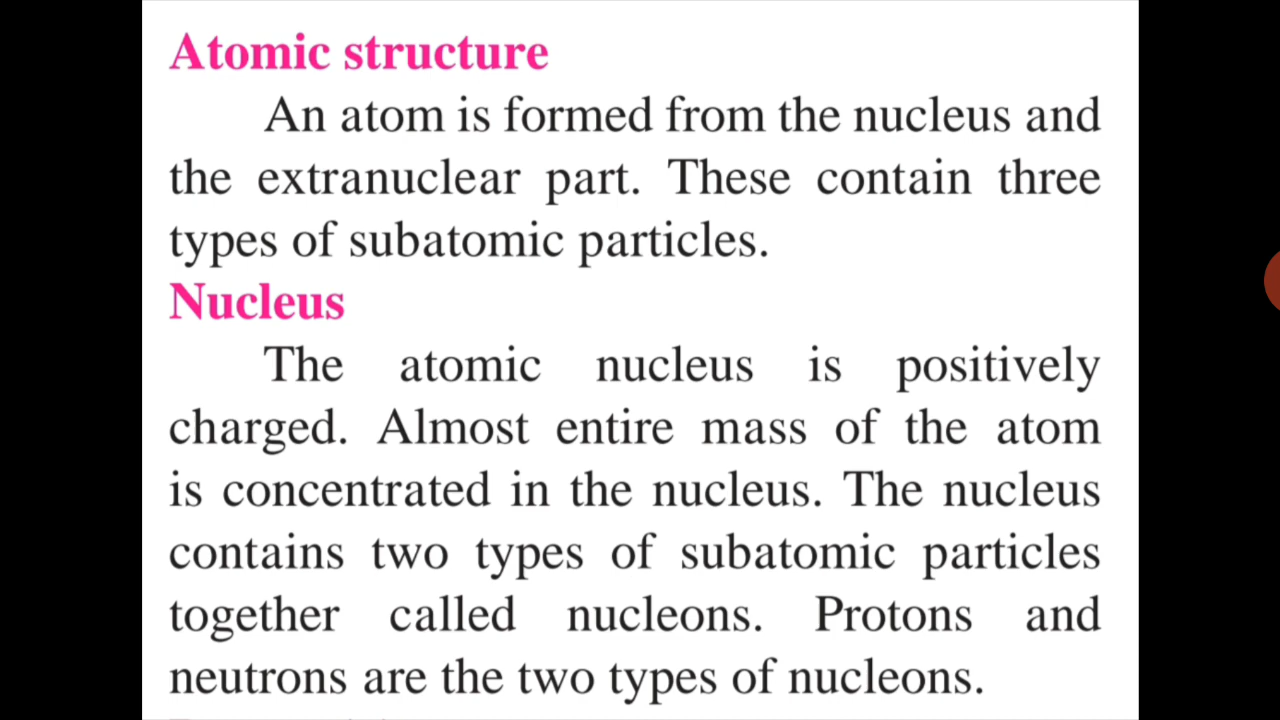 Atomic structure
An atom is formed from the nucleus and
the extranuclear part. These contain three
types of subatomic particles.
Nucleus
The atomic nucleus is positively
charged. Almost entire mass of the atom
is concentrated in the nucleus. The nucleus
contains two types of subatomic particles
together called nucleons. Protons and
neutrons are the two types of nucleons.